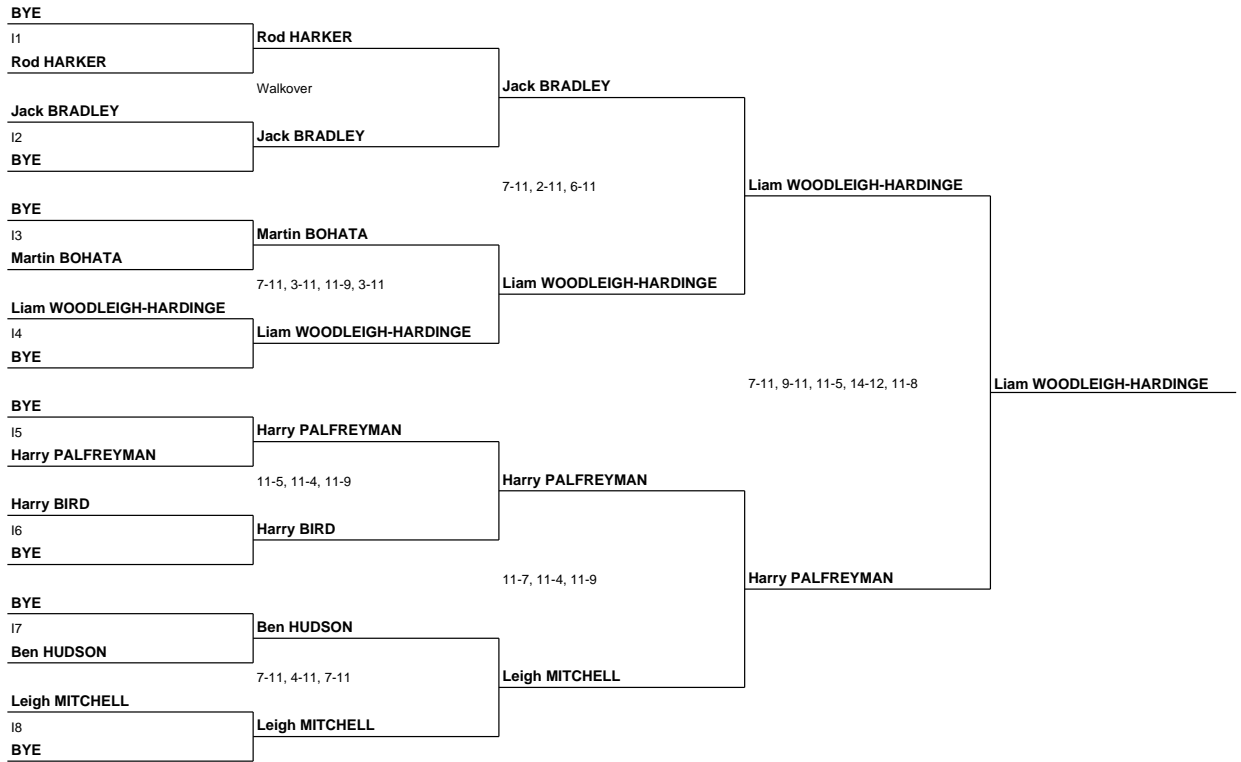 BYE
I1
Rod HARKER
Jack BRADLEY
I2
BYE
BYE
I3
Martin BOHATA
Liam WOODLEIGH-HARDINGE
I4
BYE
BYE
I5
Harry PALFREYMAN
Harry BIRD
I6
BYE
BYE
I7
Ben HUDSON
Leigh MITCHELL
I8
BYE
Rod HARKER
Walkover
Jack BRADLEY
Martin BOHATA
7-11, 3-11, 11-9, 3-11
Liam WOODLEIGH-HARDINGE
Harry PALFREYMAN
11-5, 11-4, 11-9
Harry BIRD
Ben HUDSON
7-11, 4-11, 7-11
Leigh MITCHELL
Jack BRADLEY
7-11, 2-11, 6-11
Liam WOODLEIGH-HARDINGE
Harry PALFREYMAN
11-7, 11-4, 11-9
Leigh MITCHELL
Liam WOODLEIGH-HARDINGE
7-11, 9-11, 11-5, 14-12, 11-8
Harry PALFREYMAN
Liam WOODLEIGH-HARDINGE